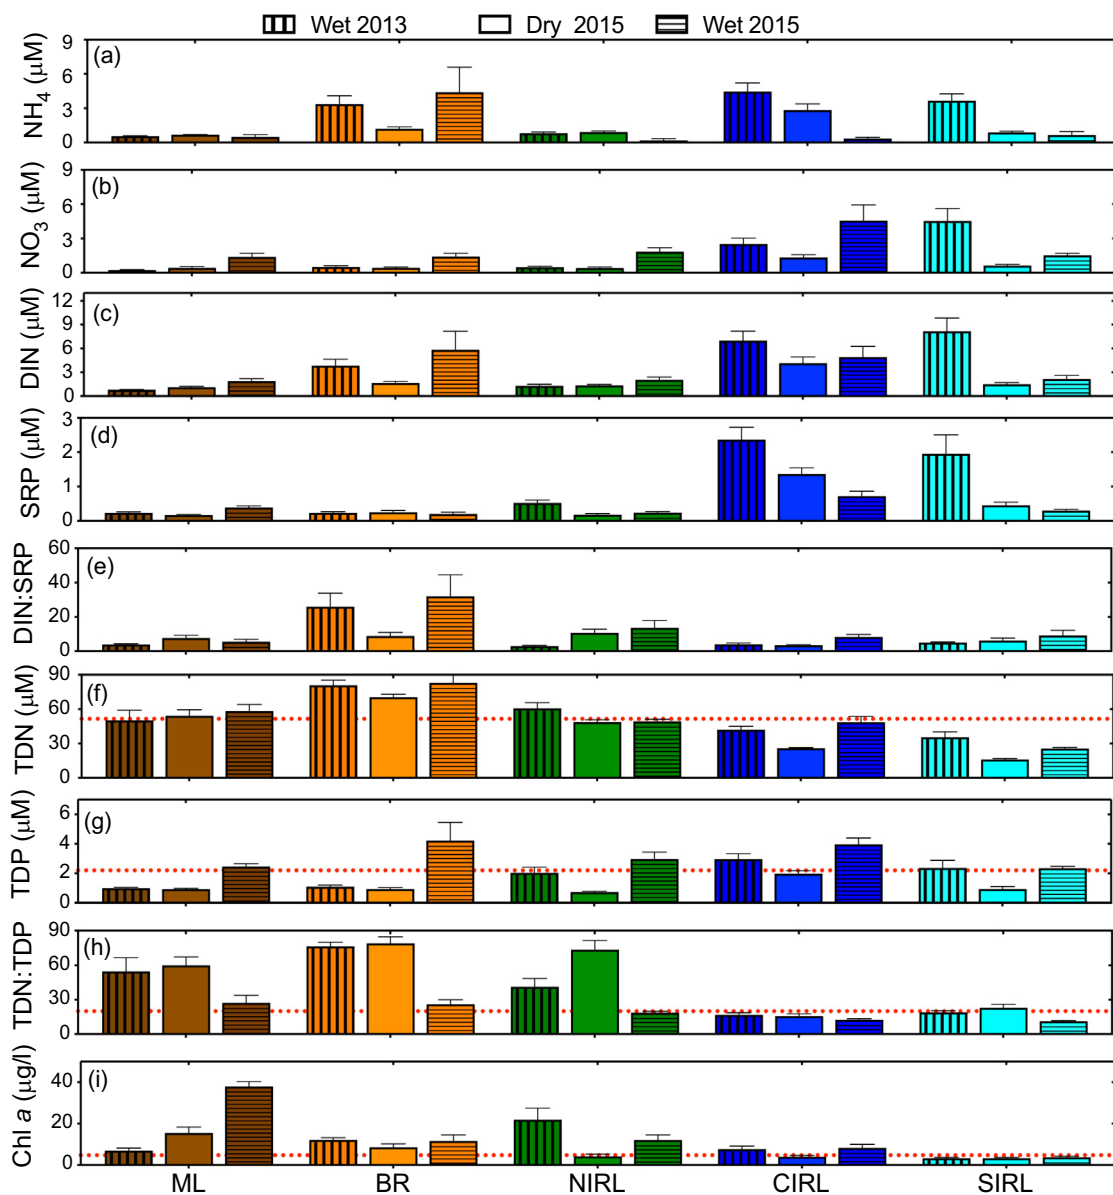 Wet 2013 Dry 2015 Wet 2015
(a)
NH4 (µM)
9
6
3
0
(b)
NO3 (µM)
9
6
3
0
(c)
DIN (µM)
12
9
6
3
0
(d)
SRP (µM)
3
2
1
0
(e)
DIN:SRP
60
40
20
0
(f)
TDN (µM)
90
60
30
0
(g)
TDP (µM)
6
4
2
0
(h)
TDN:TDP
90
60
30
0
(i)
Chl a (µg/l)
40
20
0
ML BR NIRL CIRL SIRL